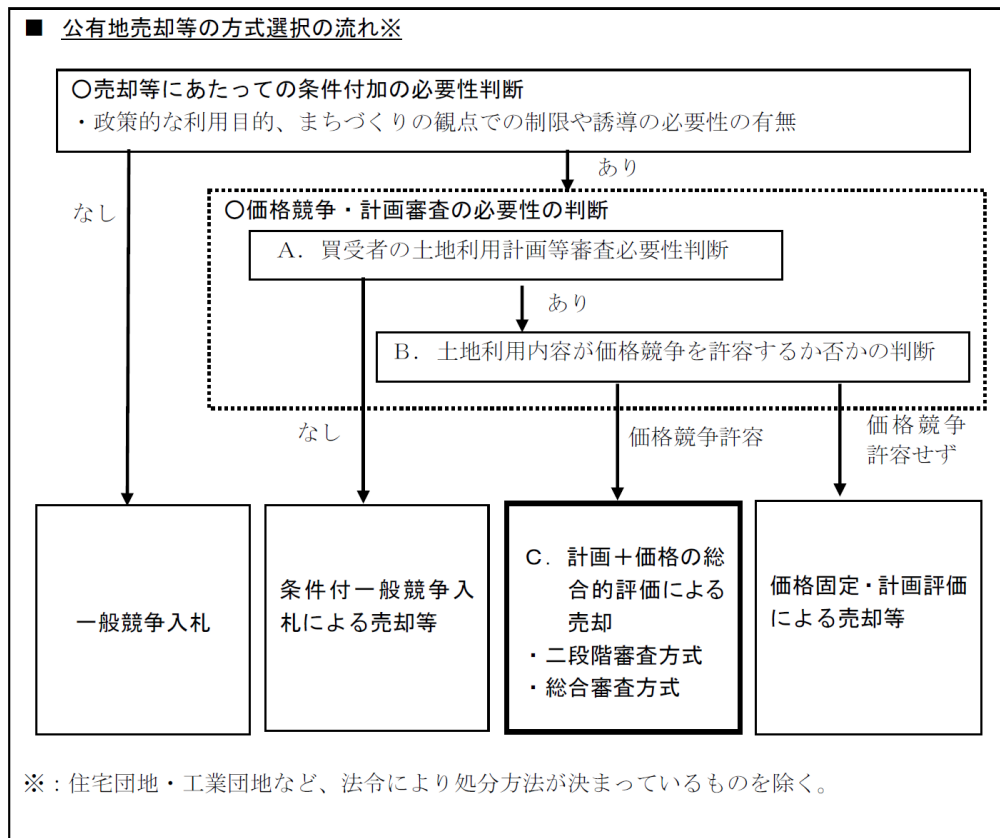 ■ 公有地売却等の方式選択の流れ※
〇売却等にあたっての条件付加の必要性判断
・政策的な利用目的、まちづくりの観点での制限や誘導の必要性の有無
なし
あり
〇価格競争・計画審査の必要性の判断
A．買受者の土地利用計画等審査必要性判断
あり
B．土地利用内容が価格競争を許容するか否かの判断
なし
価格競争許容
価格競争
許容せず
一般競争入札
条件付一般競争入
札による売却等
C．計画＋価格の総
合的評価による
売却
・二段階審査方式
・総合審査方式
価格固定・計画評価
による売却等
※：住宅団地・工業団地など、法令により処分方法が決まっているものを除く。